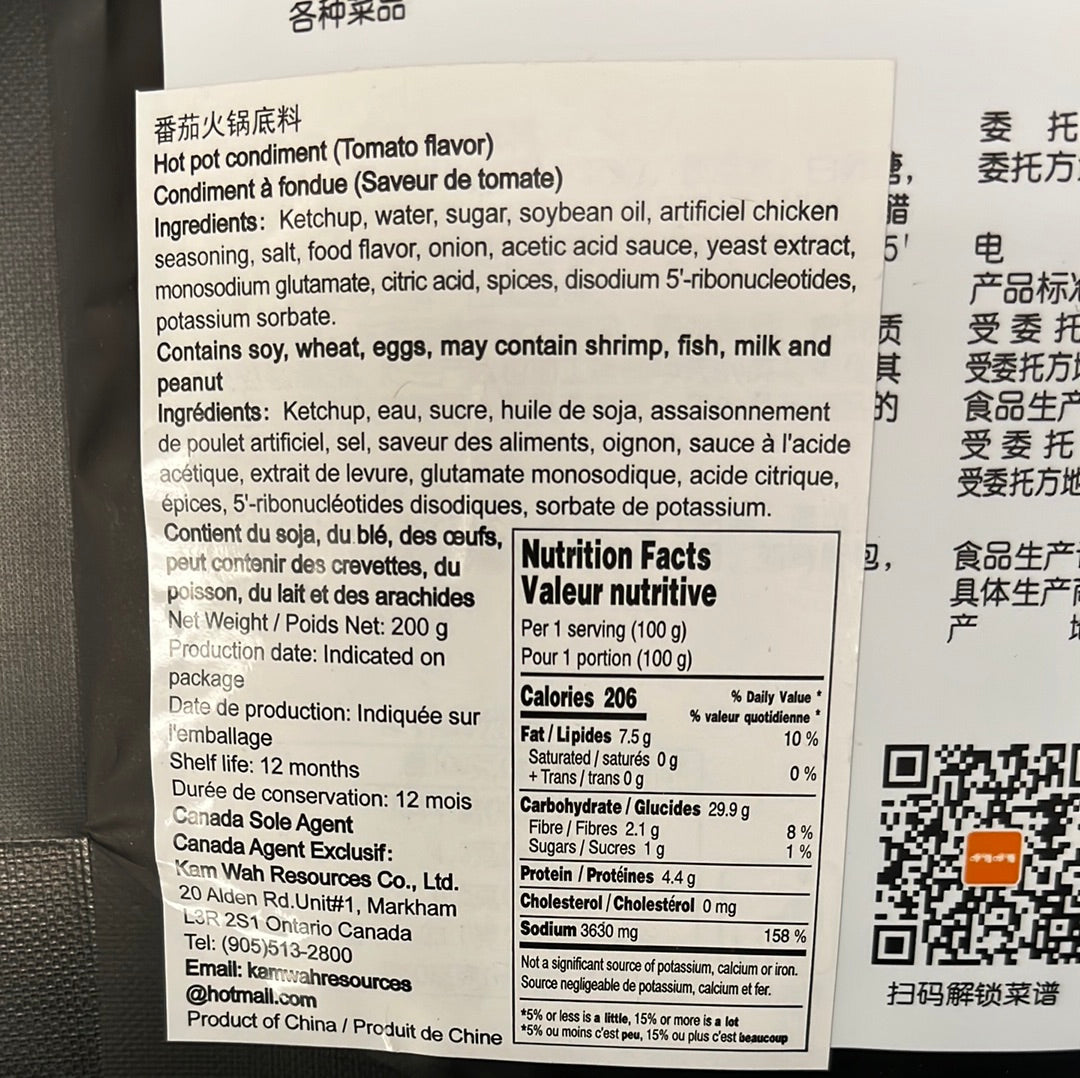 各种菜品
番茄火锅底料
Hot pot condiment (Tomato flavor)
Condiment à fondue (Saveur de tomate)
Ingredients: Ketchup, water, sugar, soybean oil, artificiel chicken
seasoning, salt, food flavor, onion, acetic acid sauce, yeast extract,
monosodium glutamate, citric acid, spices, disodium 5'-ribonucleotides,
potassium sorbate.
Contains soy, wheat, eggs, may contain shrimp, fish, milk and
peanut
Ingrédients: Ketchup, eau, sucre, huile de soja, assaisonnement
de poulet artificiel, sel, saveur des aliments, oignon, sauce à l'acide
acétique, extrait de levure, glutamate monosodique, acide citrique,
épices, 5'-ribonucléotides disodiques, sorbate de potassium.
Contient du soja, du blé, des œufs,
peut contenir des crevettes, du
poisson, du lait et des arachides
Net Weight / Poids Net: 200 g
Production date: Indicated on
package
Date de production: Indiquée sur
l'emballage
Shelf life: 12 months
Durée de conservation: 12 mois
Canada Sole Agent
Canada Agent Exclusif:
Kam Wah Resources Co., Ltd.
20 Alden Rd.Unit#1, Markham
L3R 2S1 Ontario Canada
Tel: (905)513-2800
Email: kamwahresources
@hotmail.com
Product of China / Produit de Chine
Nutrition Facts
Valeur nutritive
Per 1 serving (100 g)
Pour 1 portion (100 g)
Calories 206
% Daily Value *
% valeur quotidienne *
Fat / Lipides 7.5 g 10 %
Saturated / saturés 0 g
+ Trans / trans 0 g 0 %
Carbohydrate / Glucides 29.9 g
Fibre / Fibres 2.1 g 8 %
Sugars / Sucres 1 g 1 %
Protein / Protéines 4.4 g
Cholesterol / Cholestérol 0 mg
Sodium 3630 mg 158 %
Not a significant source of potassium, calcium or iron.
Source negligeable de potassium, calcium et fer.
*5% or less is a little, 15% or more is a lot
*5% ou moins c'est peu, 15% ou plus c'est beaucoup
糖,
醋
5'
质
其
的
包,
委 托
委托方
电
产品标准
受 委 托
受委托方地
食品生产
受 委 托
受委托方地
食品生产
具体生产
产 地
扫码解锁菜谱